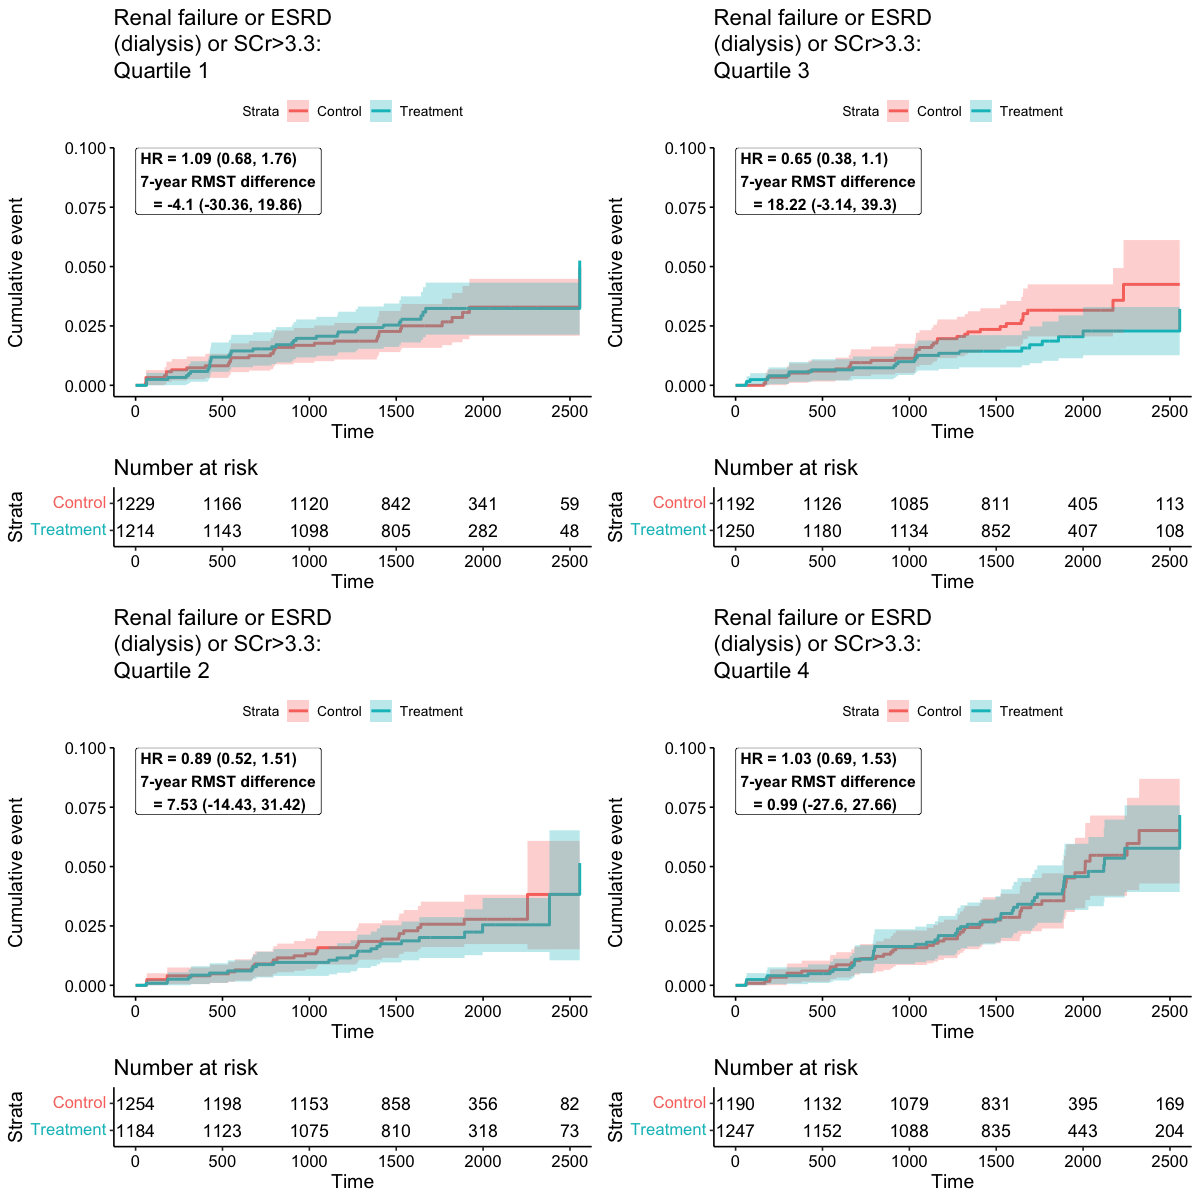 Renal failure or ESRD
(dialysis) or SCr>3.3:
Quartile 1
Strata Control Treatment
HR = 1.09 (0.68, 1.76)
7-year RMST difference
= -4.1 (-30.36, 19.86)
Cumulative event
0.100
0.075
0.050
0.025
0.000
0 500 1000 1500 2000 2500
Time
Number at risk
Strata
Control 1229 1166 1120 842 341 59
Treatment 1214 1143 1098 805 282 48
0 500 1000 1500 2000 2500
Time
Renal failure or ESRD
(dialysis) or SCr>3.3:
Quartile 3
Strata Control Treatment
HR = 0.65 (0.38, 1.1)
7-year RMST difference
= 18.22 (-3.14, 39.3)
Cumulative event
0.100
0.075
0.050
0.025
0.000
0 500 1000 1500 2000 2500
Time
Number at risk
Strata
Control 1192 1126 1085 811 405 113
Treatment 1250 1180 1134 852 407 108
0 500 1000 1500 2000 2500
Time
Renal failure or ESRD
(dialysis) or SCr>3.3:
Quartile 2
Strata Control Treatment
HR = 0.89 (0.52, 1.51)
7-year RMST difference
= 7.53 (-14.43, 31.42)
Cumulative event
0.100
0.075
0.050
0.025
0.000
0 500 1000 1500 2000 2500
Time
Number at risk
Strata
Control 1254 1198 1153 858 356 82
Treatment 1184 1123 1075 810 318 73
0 500 1000 1500 2000 2500
Time
Renal failure or ESRD
(dialysis) or SCr>3.3:
Quartile 4
Strata Control Treatment
HR = 1.03 (0.69, 1.53)
7-year RMST difference
= 0.99 (-27.6, 27.66)
Cumulative event
0.100
0.075
0.050
0.025
0.000
0 500 1000 1500 2000 2500
Time
Number at risk
Strata
Control 1190 1132 1079 831 395 169
Treatment 1247 1152 1088 835 443 204
0 500 1000 1500 2000 2500
Time